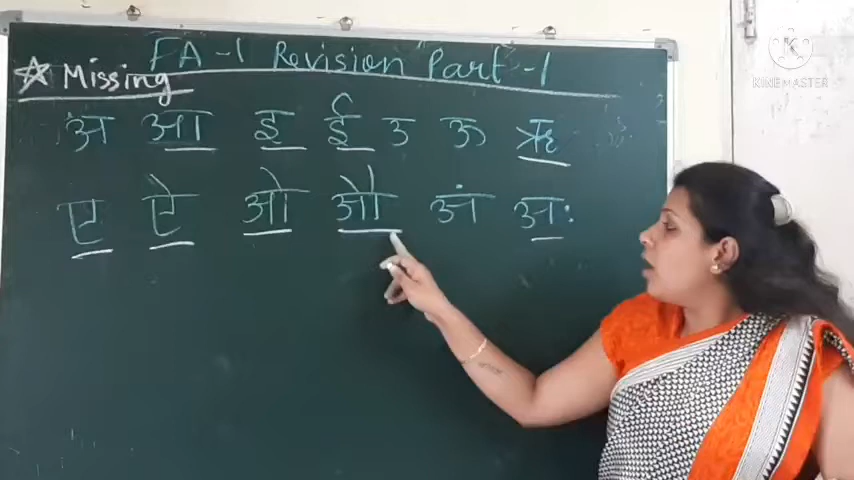 FA-1 Revision Part-1
★ Missing
अ आ इ ई उ ऊ ऋ
ए ऐ ओ औ अं अः
KINEMASTER